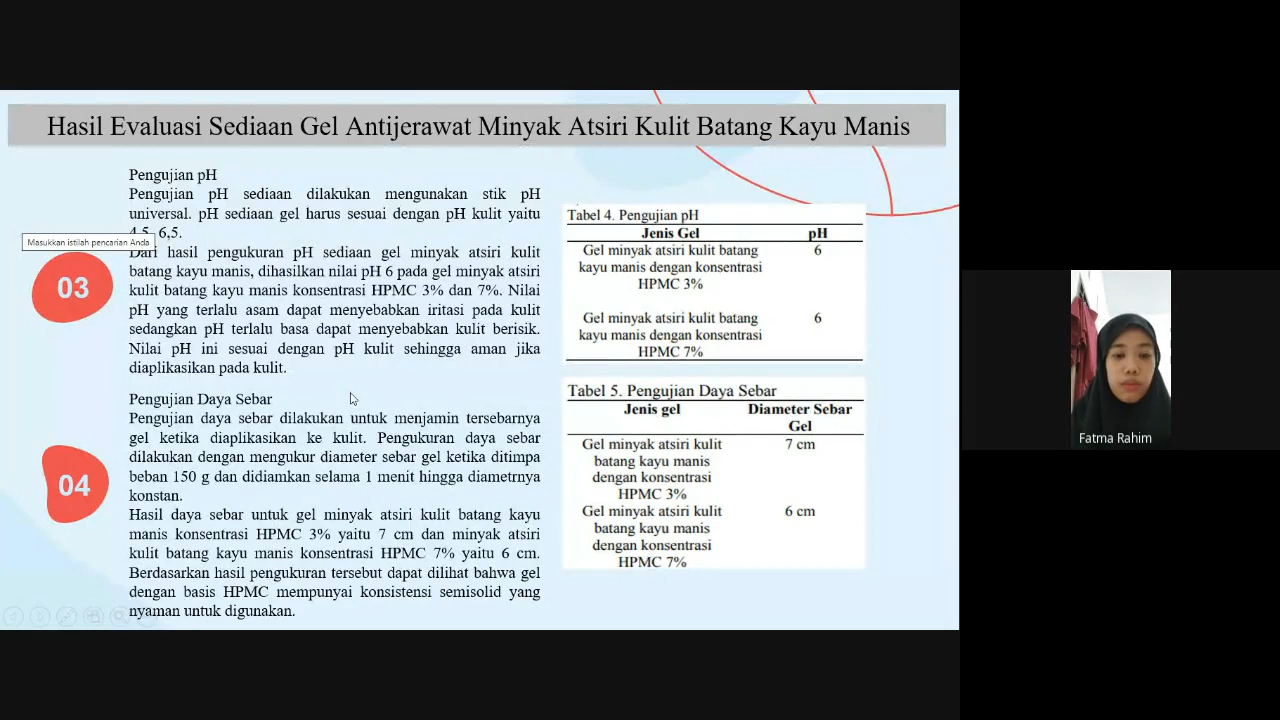 Hasil Evaluasi Sediaan Gel Antijerawat Minyak Atsiri Kulit Batang Kayu Manis
Pengujian pH
Pengujian pH sediaan dilakukan mengunakan stik pH
universal. pH sediaan gel harus sesuai dengan pH kulit yaitu
4,5- 6,5.
Masukkan istilah pencarian Anda
Dari hasil pengukuran pH sediaan gel minyak atsiri kulit
batang kayu manis, dihasilkan nilai pH 6 pada gel minyak atsiri
kulit batang kayu manis konsentrasi HPMC 3% dan 7%. Nilai
pH yang terlalu asam dapat menyebabkan iritasi pada kulit
sedangkan pH terlalu basa dapat menyebabkan kulit berisik.
Nilai pH ini sesuai dengan pH kulit sehingga aman jika
diaplikasikan pada kulit.
03
Pengujian Daya Sebar
Pengujian daya sebar dilakukan untuk menjamin tersebarnya
gel ketika diaplikasikan ke kulit. Pengukuran daya sebar
dilakukan dengan mengukur diameter sebar gel ketika ditimpa
beban 150 g dan didiamkan selama 1 menit hingga diametrnya
konstan.
Hasil daya sebar untuk gel minyak atsiri kulit batang kayu
manis konsentrasi HPMC 3% yaitu 7 cm dan minyak atsiri
kulit batang kayu manis konsentrasi HPMC 7% yaitu 6 cm.
Berdasarkan hasil pengukuran tersebut dapat dilihat bahwa gel
dengan basis HPMC mempunyai konsistensi semisolid yang
nyaman untuk digunakan.
04
Tabel 4. Pengujian pH
Jenis Gel pH
Gel minyak atsiri kulit batang 6
kayu manis dengan konsentrasi
HPMC 3%
Gel minyak atsiri kulit batang 6
kayu manis dengan konsentrasi
HPMC 7%
Tabel 5. Pengujian Daya Sebar
Jenis gel Diameter Sebar
Gel
Gel minyak atsiri kulit 7 cm
batang kayu manis
dengan konsentrasi
HPMC 3%
Gel minyak atsiri kulit 6 cm
batang kayu manis
dengan konsentrasi
HPMC 7%
Fatma Rahim